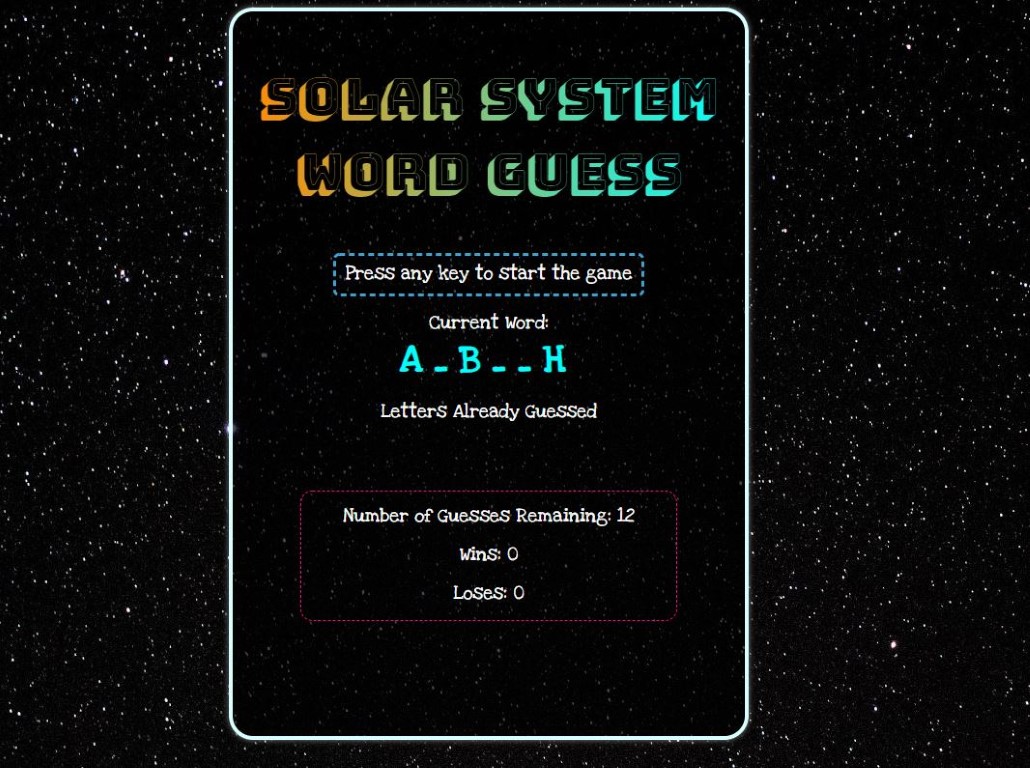 SOLAR SYSTEM
WORD GUESS
Press any key to start the game
Current Word:
A _ B _ _ H
Letters Already Guessed
Number of Guesses Remaining: 12
Wins: 0
Loses: 0